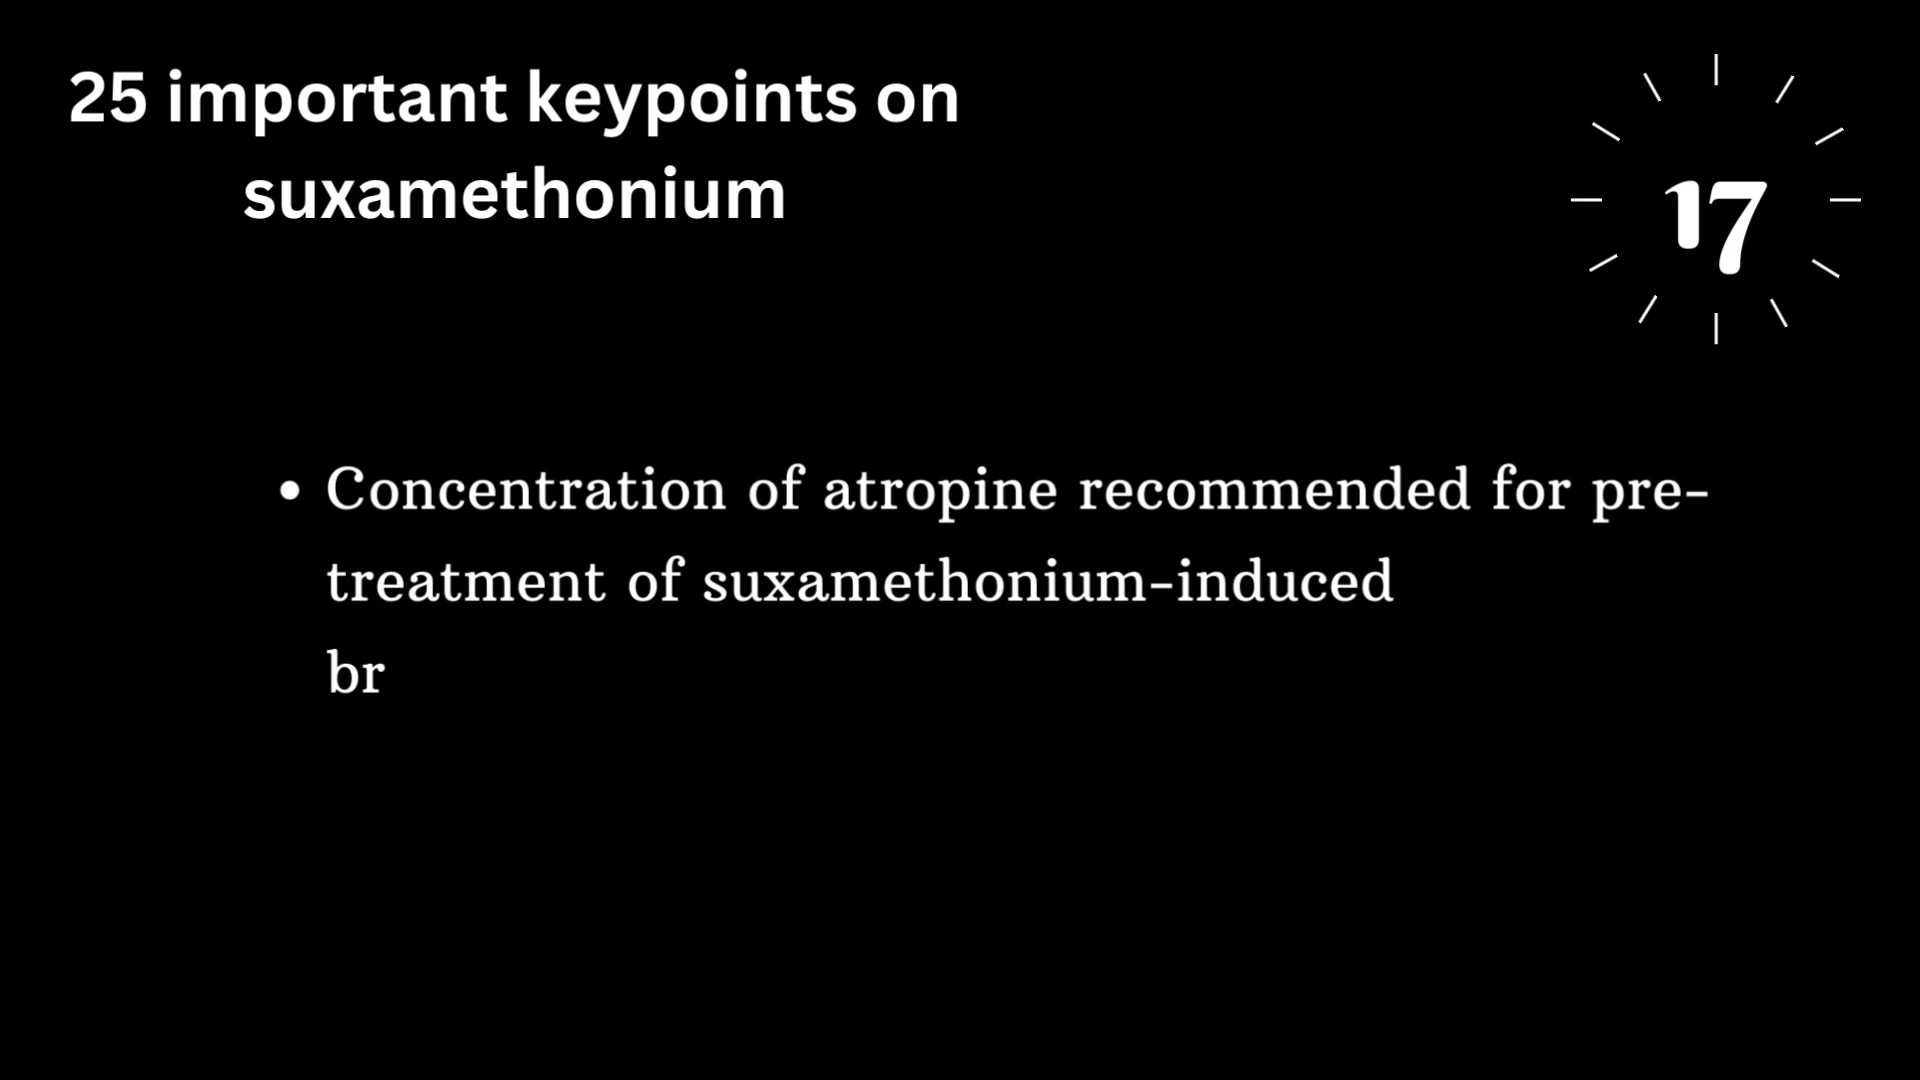 25 important keypoints on
suxamethonium
17
• Concentration of atropine recommended for pre-
treatment of suxamethonium-induced
br